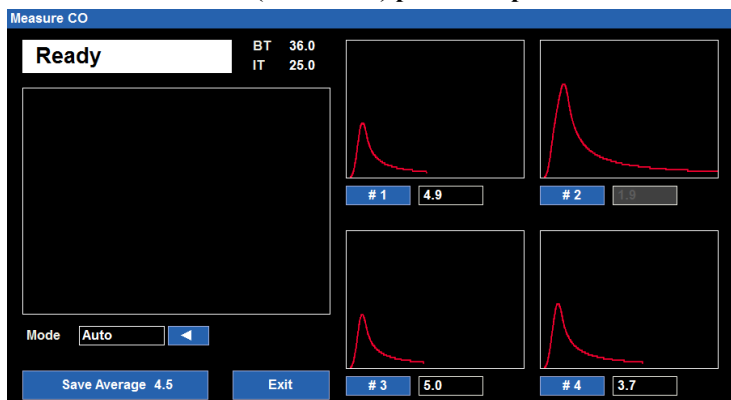 Measure CO
Ready
BT 36.0
IT 25.0
# 1 4.9
# 2 1.9
Mode Auto
Save Average 4.5 Exit
# 3 5.0
# 4 3.7